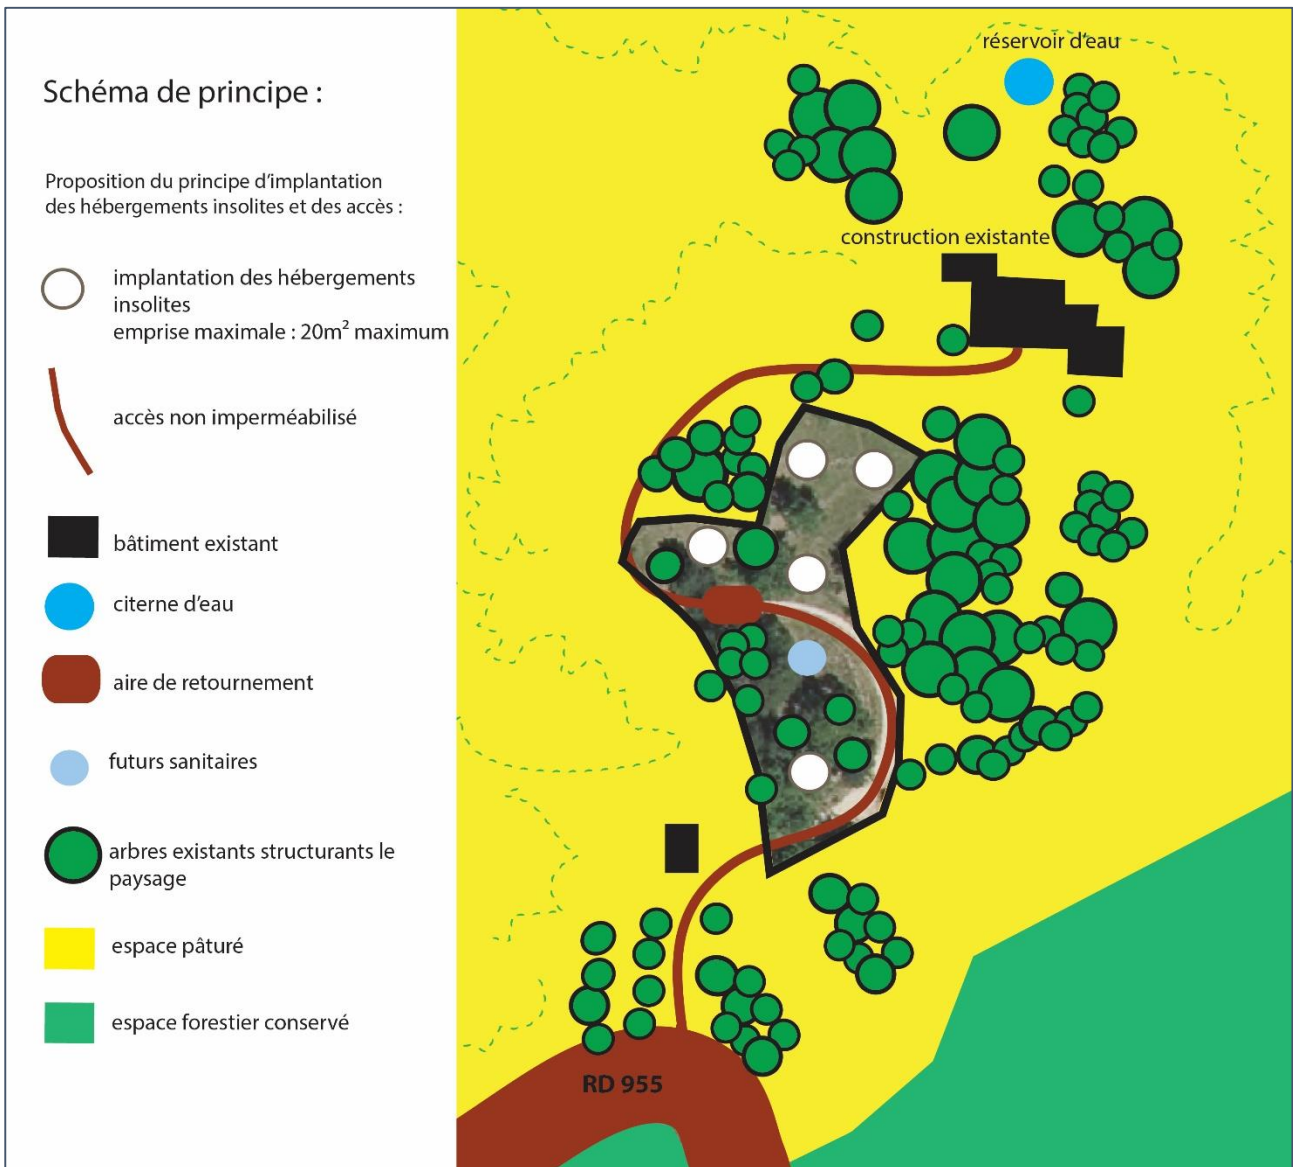 Schéma de principe :
Proposition du principe d'implantation
des hébergements insolites et des accès :
implantation des hébergements
insolites
emprise maximale : 20m² maximum
accès non imperméabilisé
bâtiment existant
citerne d'eau
aire de retournement
futurs sanitaires
arbres existants structurants le
paysage
espace pâturé
espace forestier conservé
réservoir d'eau
construction existante
RD 955